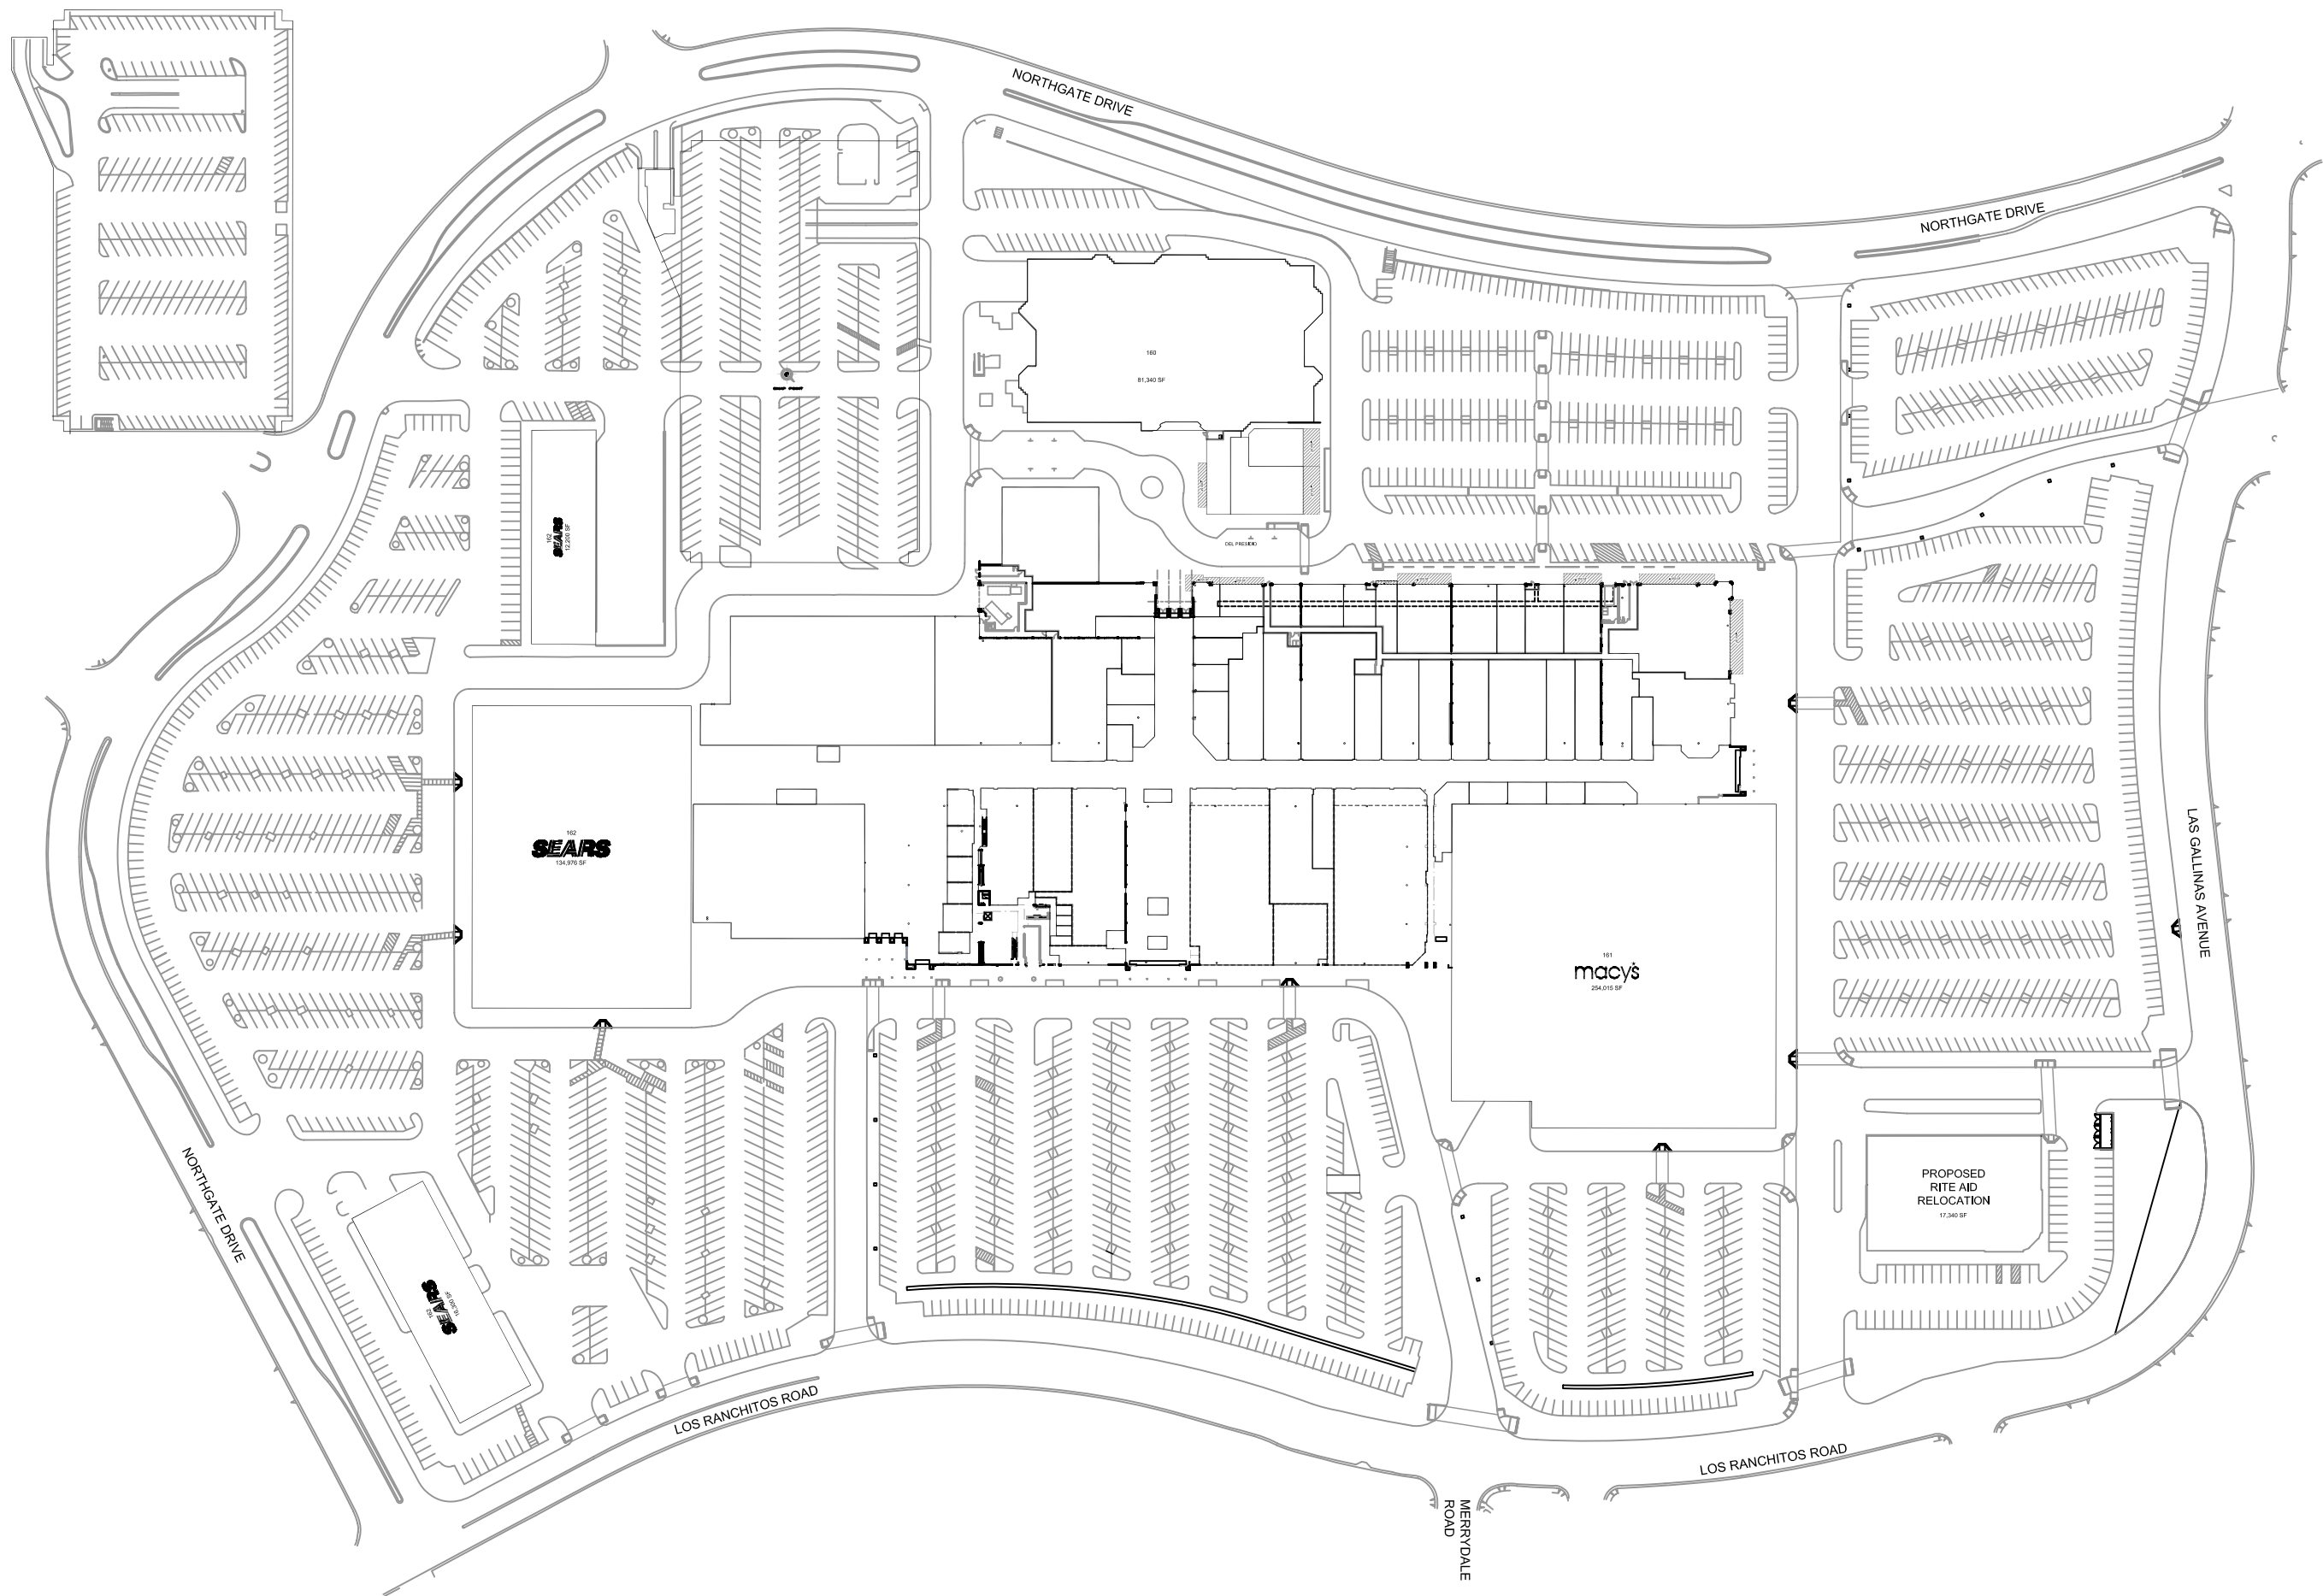 NORTHGATE DRIVE
NORTHGATE DRIVE
160
81,340 SF
162
SEARS
12,200 SF
DEL PRESIDIO
162
SEARS
134,976 SF
LAS GALLINAS AVENUE
161
macy's
254,015 SF
PROPOSED
RITE AID
RELOCATION
17,340 SF
NORTHGATE DRIVE
162
SEARS
LOS RANCHITOS ROAD
LOS RANCHITOS ROAD
MERRYDALE
ROAD